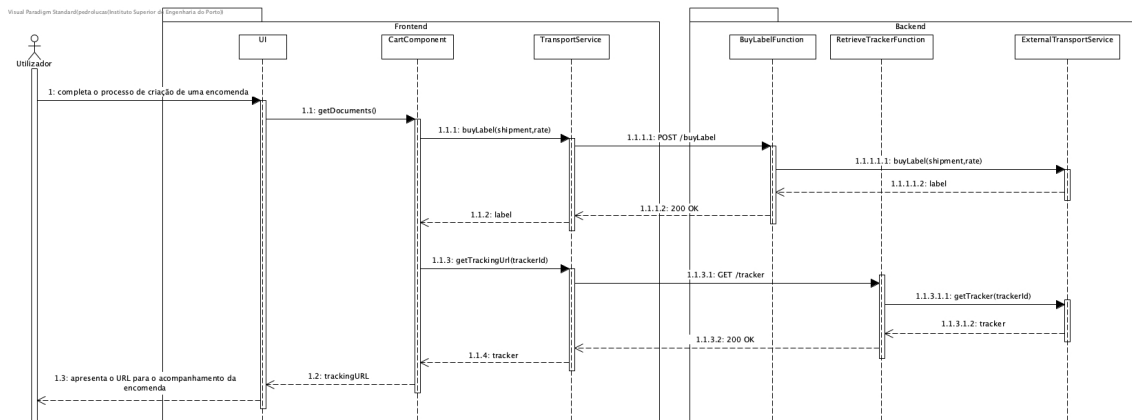 Visual Paradigm Standard(pedrolucas(Instituto Superior de Engenharia do Porto))
Frontend
Backend
Utilizador
UI
CartComponent
TransportService
BuyLabelFunction
RetrieveTrackerFunction
ExternalTransportService
1: completa o processo de criação de uma encomenda
1.1: getDocuments()
1.1.1: buyLabel(shipment,rate)
1.1.1.1: POST /buyLabel
1.1.1.1.1: buyLabel(shipment,rate)
1.1.1.1.2: label
1.1.1.2: 200 OK
1.1.2: label
1.1.3: getTrackingUrl(trackerId)
1.1.3.1: GET /tracker
1.1.3.1.1: getTracker(trackerId)
1.1.3.1.2: tracker
1.1.3.2: 200 OK
1.1.4: tracker
1.2: trackingURL
1.3: apresenta o URL para o acompanhamento da
encomenda